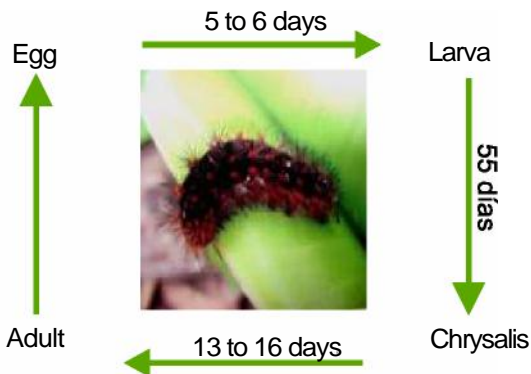 5 to 6 days
Egg
Larva
55 días
Adult
13 to 16 days
Chrysalis